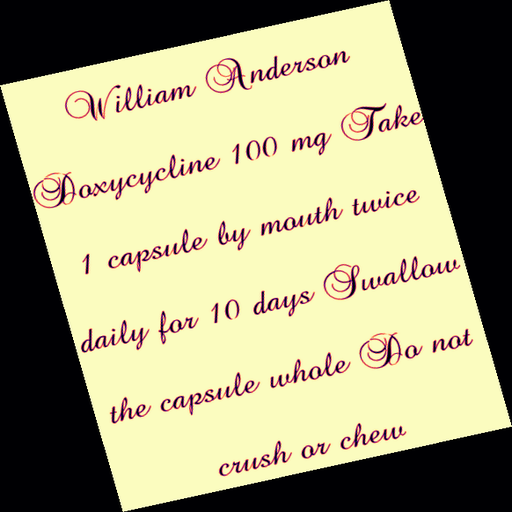 William Anderson
Doxycycline 100 mg Take
1 capsule by mouth twice
daily for 10 days Swallow
the capsule whole Do not
crush or chew